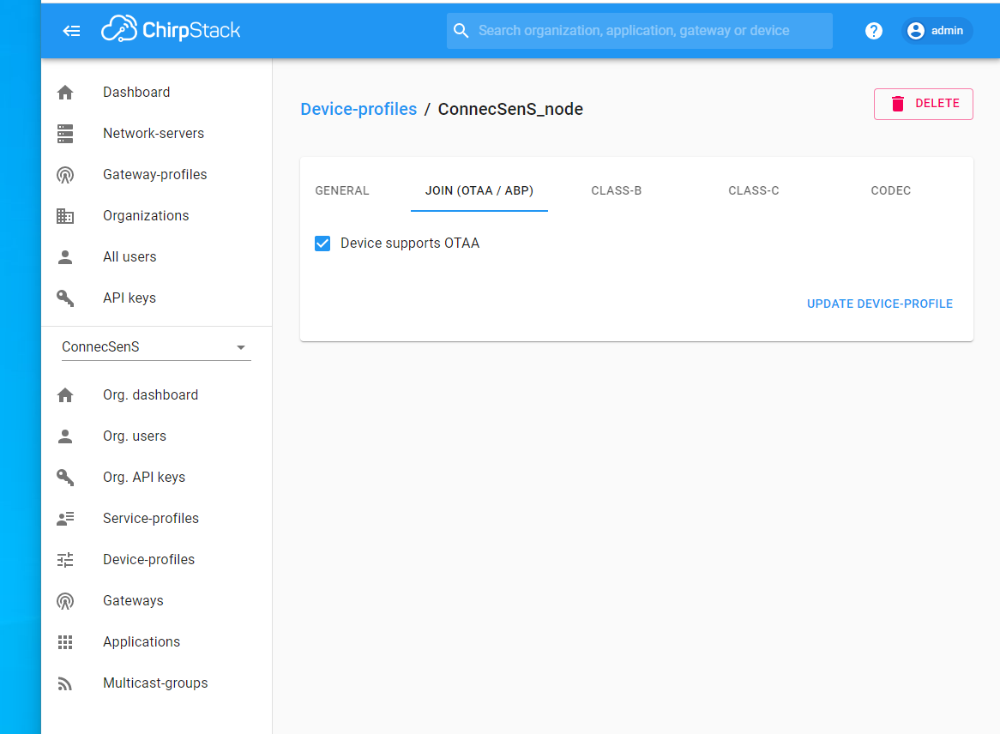 ChirpStack
Search organization, application, gateway or device
?
admin
Dashboard
Network-servers
Gateway-profiles
Organizations
All users
API keys
ConnecSenS
Org. dashboard
Org. users
Org. API keys
Service-profiles
Device-profiles
Gateways
Applications
Multicast-groups
Device-profiles / ConnecSenS_node
DELETE
GENERAL
JOIN (OTAA / ABP)
CLASS-B
CLASS-C
CODEC
Device supports OTAA
UPDATE DEVICE-PROFILE